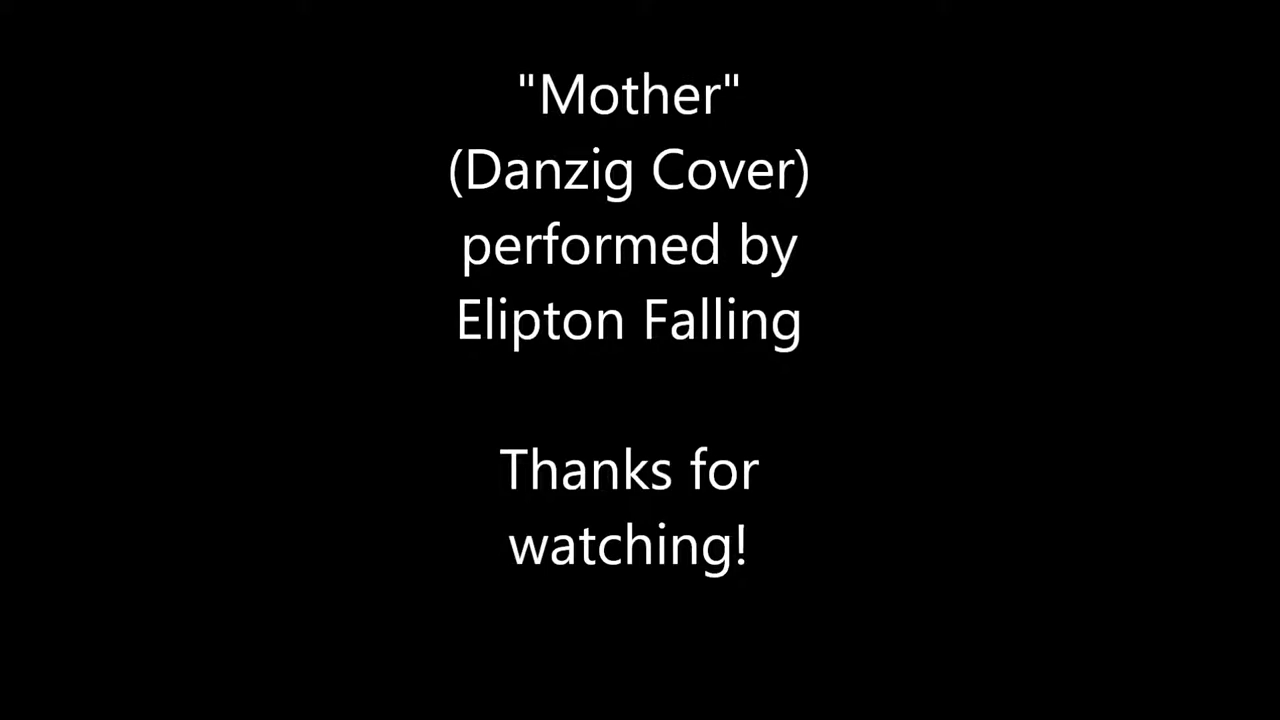 "Mother"
(Danzig Cover)
performed by
Elipton Falling
Thanks for
watching!